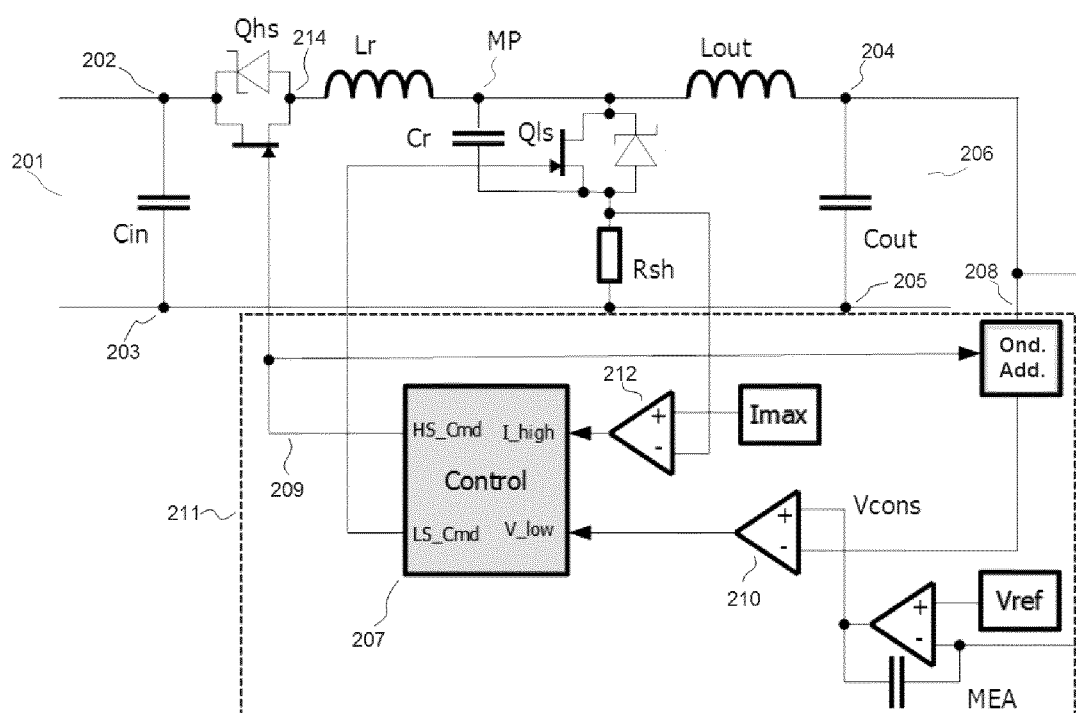 Qhs
214
Lr
MP
Lout
204
202
Cr
Qls
201
206
Cin
Cout
Rsh
208
205
203
Ond.
Add.
212
+
-
Imax
HS_Cmd
I_high
Control
209
LS_Cmd
V_low
Vcons
+
-
211
210
Vref
+
-
207
MEA